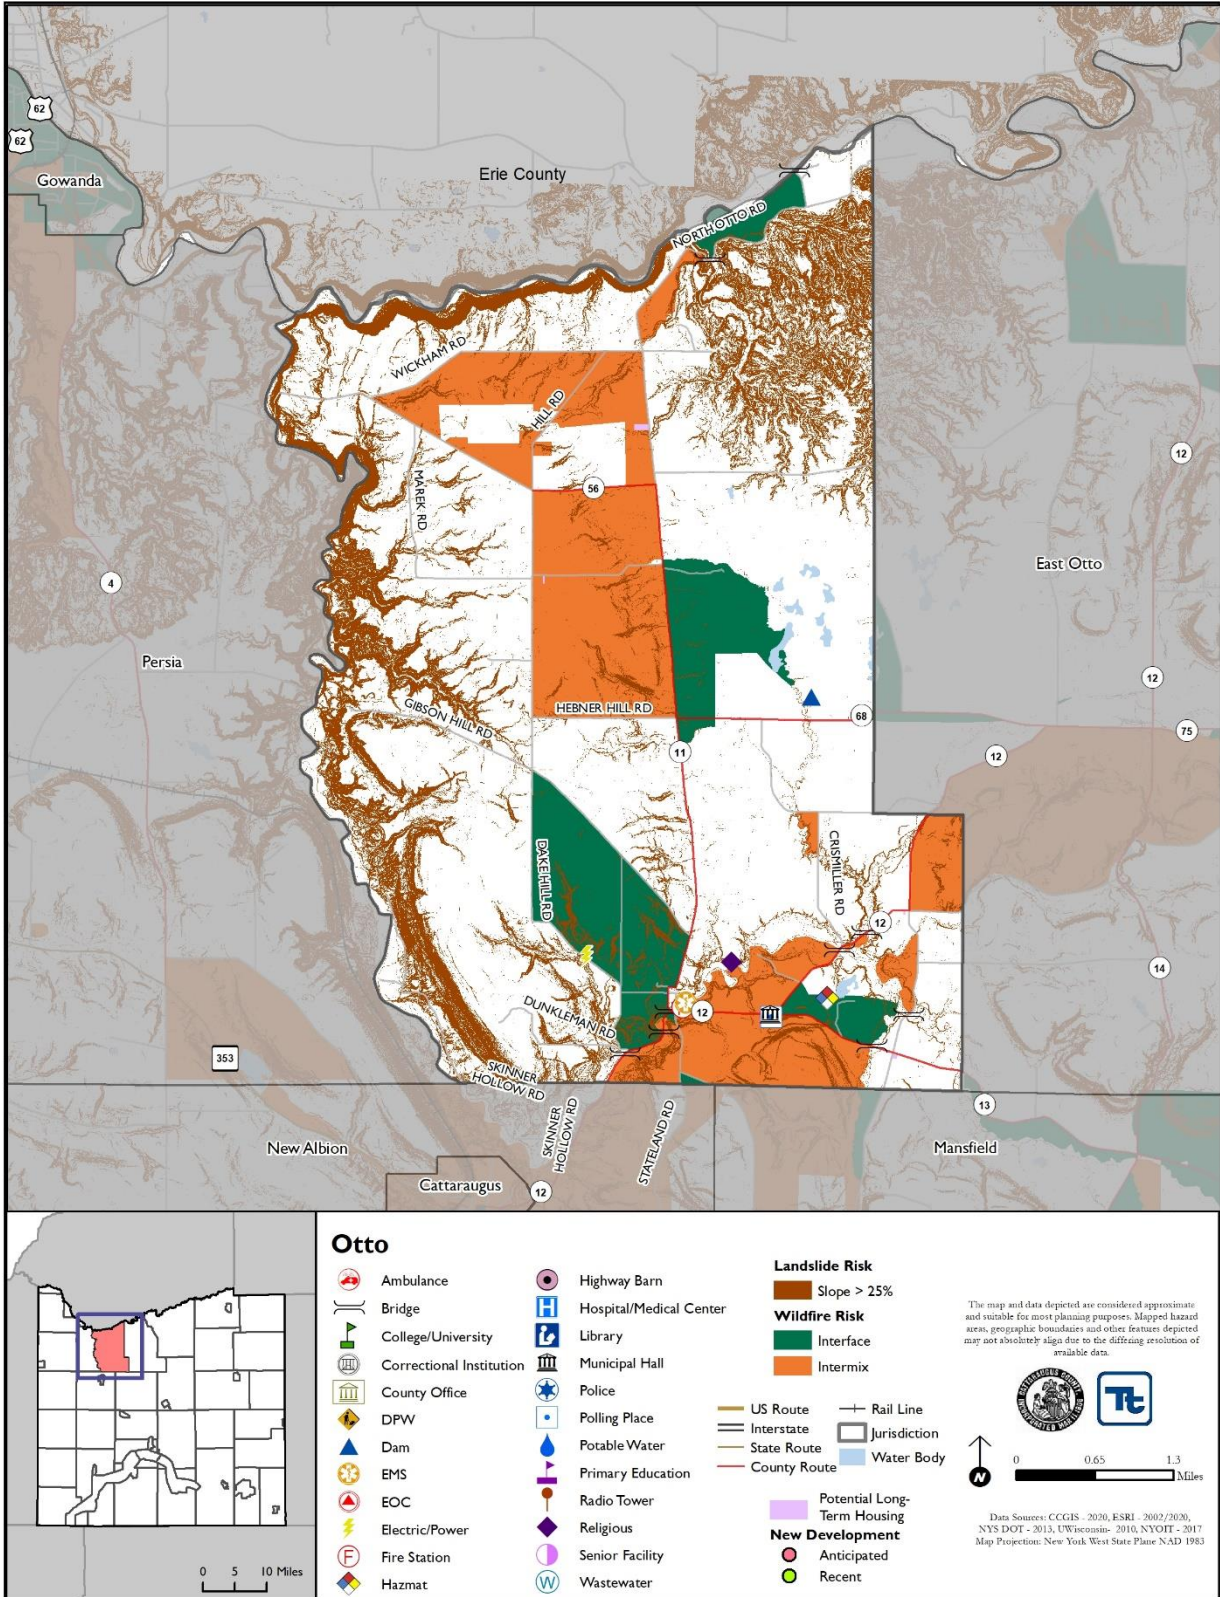 62
62
Gowanda
Erie County
NORTH OTTO RD
WICKHAM RD
HILL RD
MAREK RD
56
12
4
East Otto
Persia
12
GIBSON HILL RD
HEBNER HILL RD
68
11
75
12
DAKE HILL RD
CRISMILLER RD
12
14
DUNKLEMAN RD
12
353
SKINNER
HOLLOW RD
13
SKINNER
HOLLOW RD
STATELAND RD
New Albion
Mansfield
Cattaraugus
12
0 5 10 Miles
Otto
Ambulance
Bridge
College/University
Correctional Institution
County Office
DPW
Dam
EMS
EOC
Electric/Power
F Fire Station
Hazmat
Highway Barn
H Hospital/Medical Center
Library
Municipal Hall
Police
Polling Place
Potable Water
Primary Education
Radio Tower
Religious
Senior Facility
W Wastewater
Landslide Risk
Slope > 25%
Wildfire Risk
Interface
Intermix
US Route
Interstate
State Route
County Route
Rail Line
Jurisdiction
Water Body
Potential Long-
Term Housing
New Development
Anticipated
Recent
The map and data depicted are considered approximate
and suitable for most planning purposes. Mapped hazard
areas, geographic boundaries and other features depicted
may not absolutely align due to the differing resolution of
available data.
Tt
N
0 0.65 1.3
Miles
Data Sources: CCGIS - 2020, ESRI - 2002/2020,
NYS DOT - 2013, UWisconsin- 2010, NYOIT - 2017
Map Projection: New York West State Plane NAD 1983